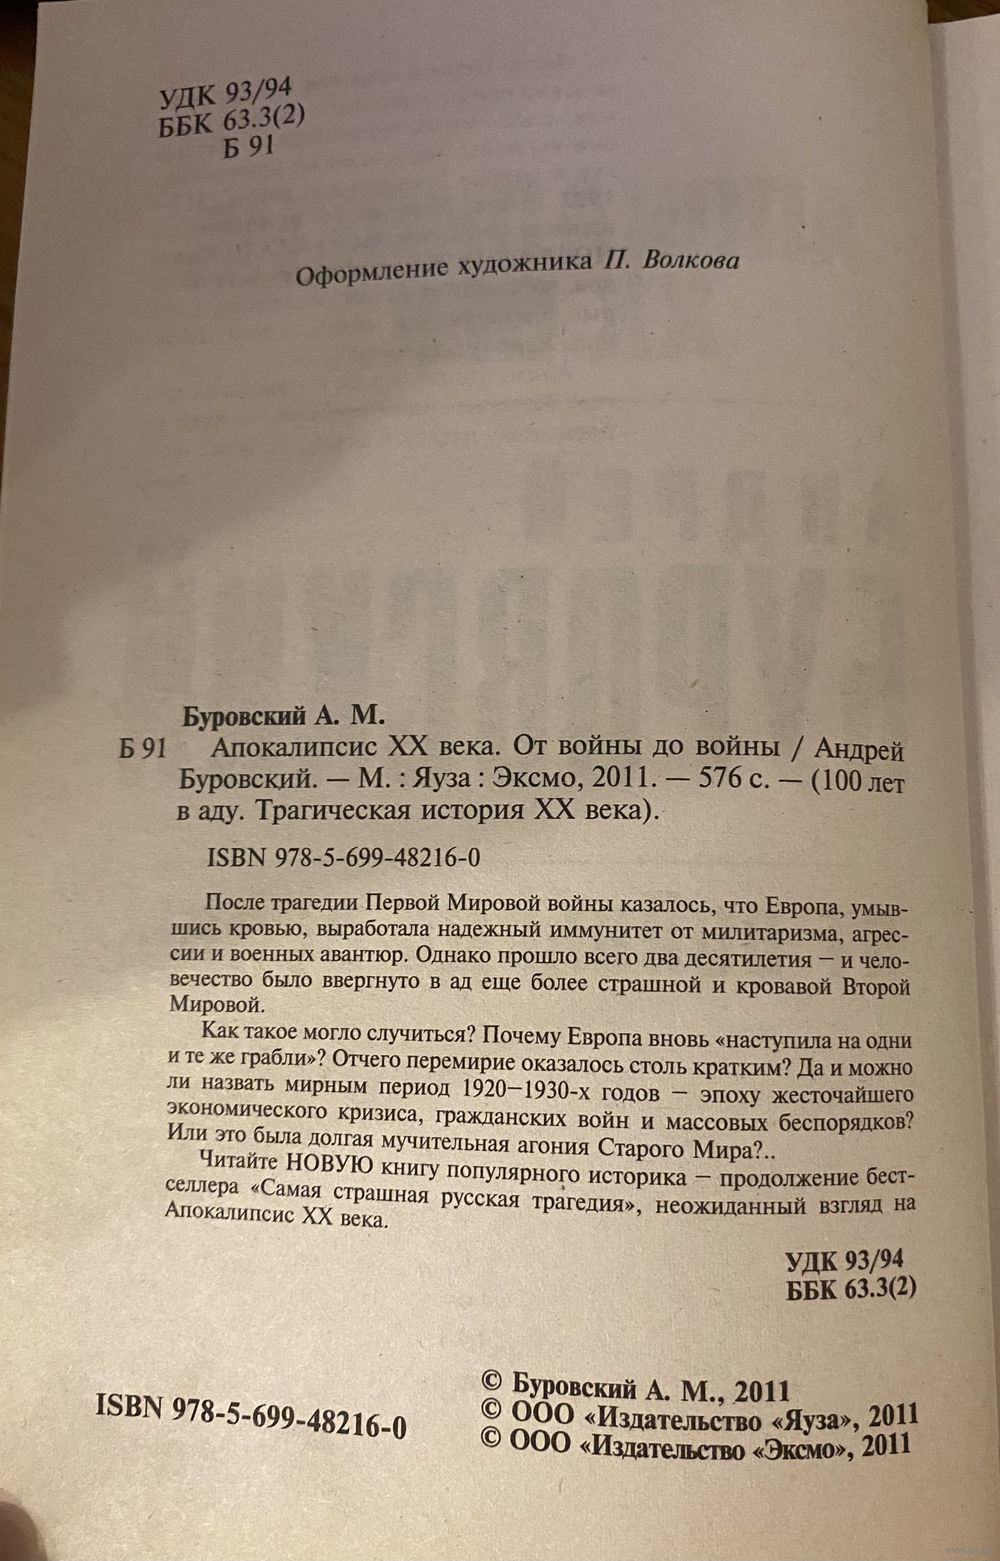 УДК 93/94
ББК 63.3(2)
Б 91
Оформление художника П. Волкова
Буровский А. М.
Б 91 Апокалипсис XX века. От войны до войны / Андрей
Буровский. — М. : Яуза : Эксмо, 2011. — 576 с. — (100 лет
в аду. Трагическая история XX века).
ISBN 978-5-699-48216-0
После трагедии Первой Мировой войны казалось, что Европа, умыв-
шись кровью, выработала надежный иммунитет от милитаризма, агрес-
сии и военных авантюр. Однако прошло всего два десятилетия — и чело-
вечество было ввергнуто в ад еще более страшной и кровавой Второй
Мировой.
Как такое могло случиться? Почему Европа вновь «наступила на одни
и те же грабли»? Отчего перемирие оказалось столь кратким? Да и можно
ли назвать мирным период 1920—1930-х годов — эпоху жесточайшего
экономического кризиса, гражданских войн и массовых беспорядков?
Или это была долгая мучительная агония Старого Мира?..
Читайте НОВУЮ книгу популярного историка — продолжение бест-
селлера «Самая страшная русская трагедия», неожиданный взгляд на
Апокалипсис XX века.
УДК 93/94
ББК 63.3(2)
ISBN 978-5-699-48216-0
© Буровский А. М., 2011
© ООО «Издательство «Яуза», 2011
© ООО «Издательство «Эксмо», 2011